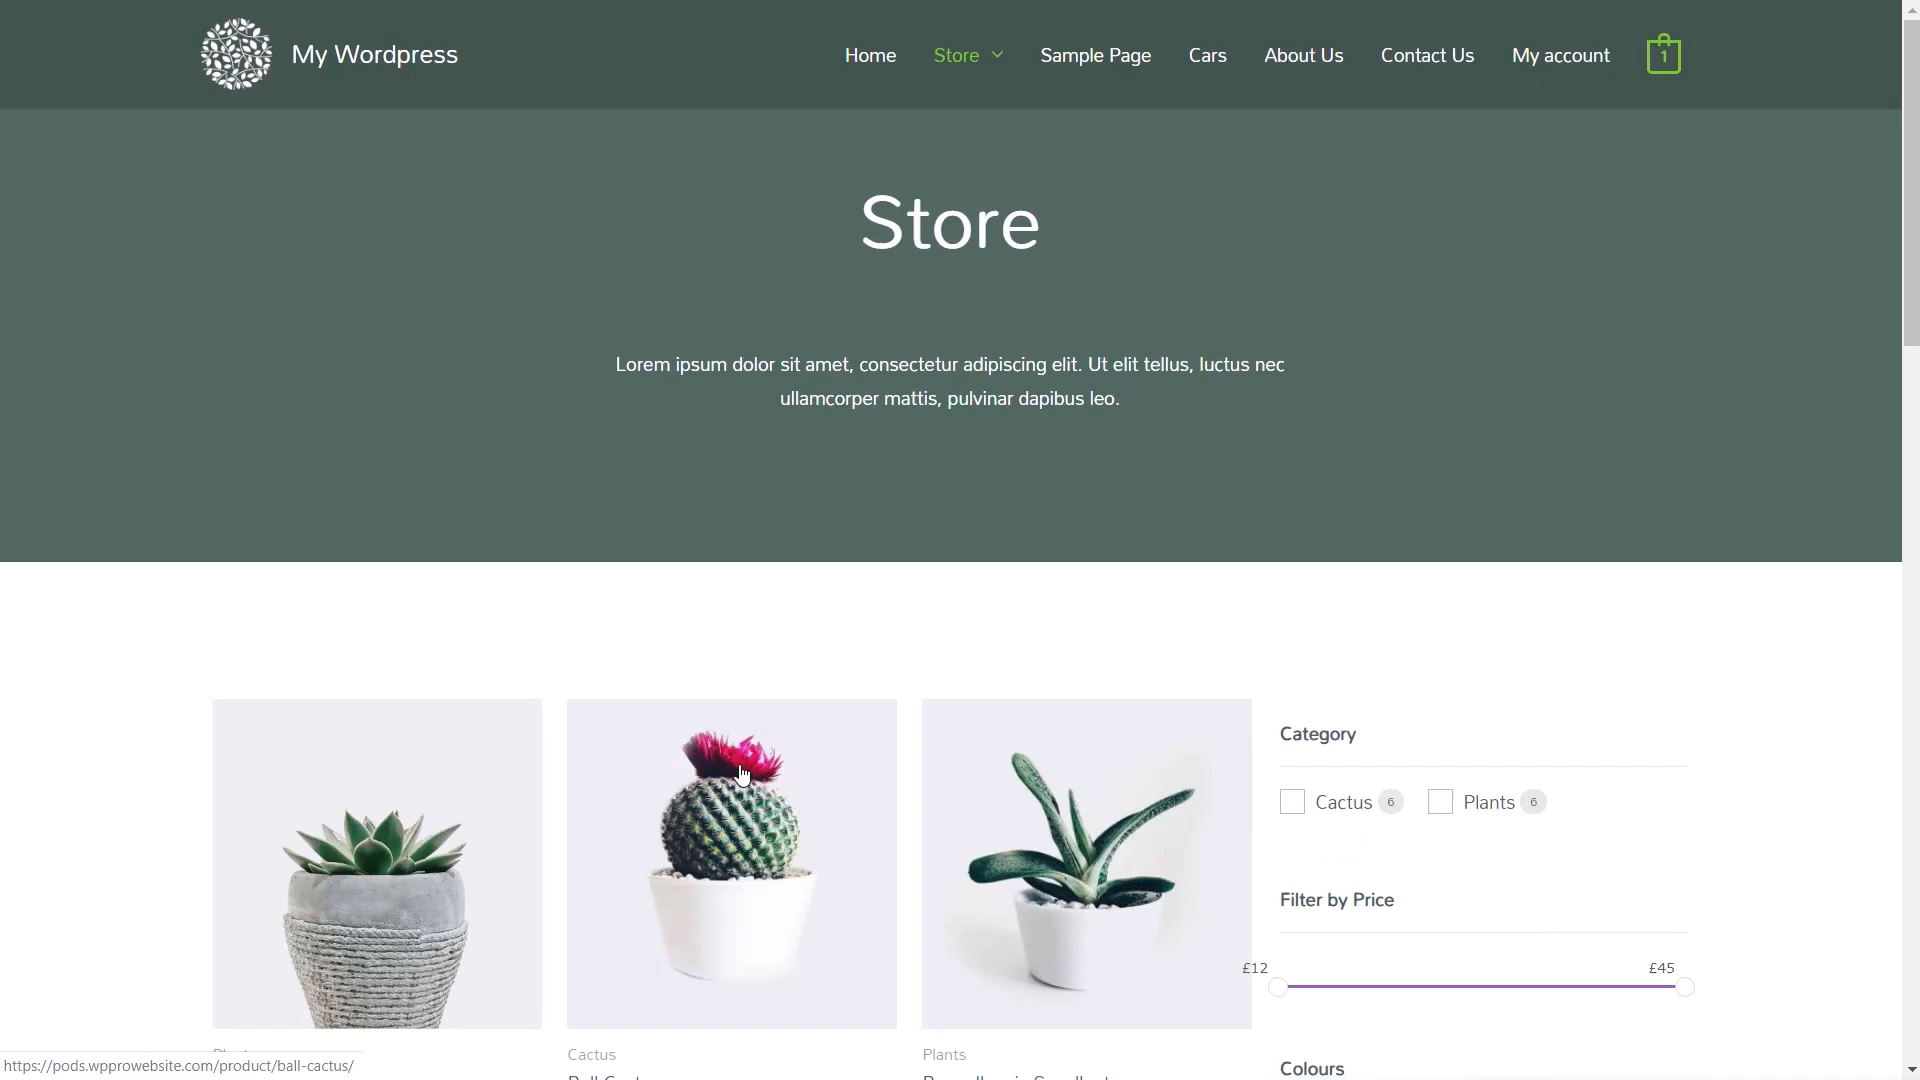 My Wordpress
Home Store Sample Page Cars About Us Contact Us My account 1
Store
Lorem ipsum dolor sit amet, consectetur adipiscing elit. Ut elit tellus, luctus nec
ullamcorper mattis, pulvinar dapibus leo.
Category
Cactus 6 Plants 6
Filter by Price
£12 £45
Cactus
Plants
Colours
https://pods.wpprowebsite.com/product/ball-cactus/